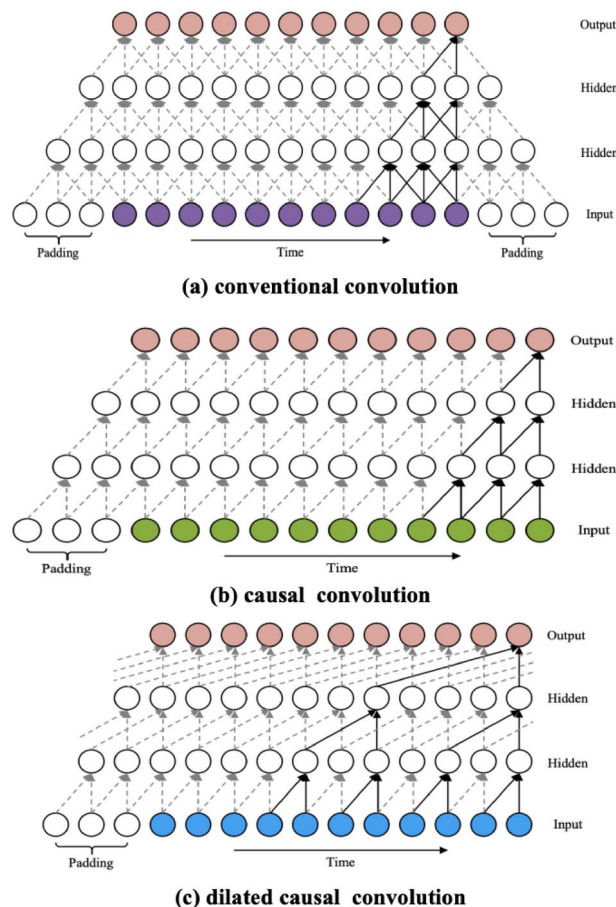 Output
Hidden
Hidden
Input
Padding
Time
Padding
(a) conventional convolution
Output
Hidden
Hidden
Input
Padding
Time
(b) causal convolution
Output
Hidden
Hidden
Input
Padding
Time
(c) dilated causal convolution